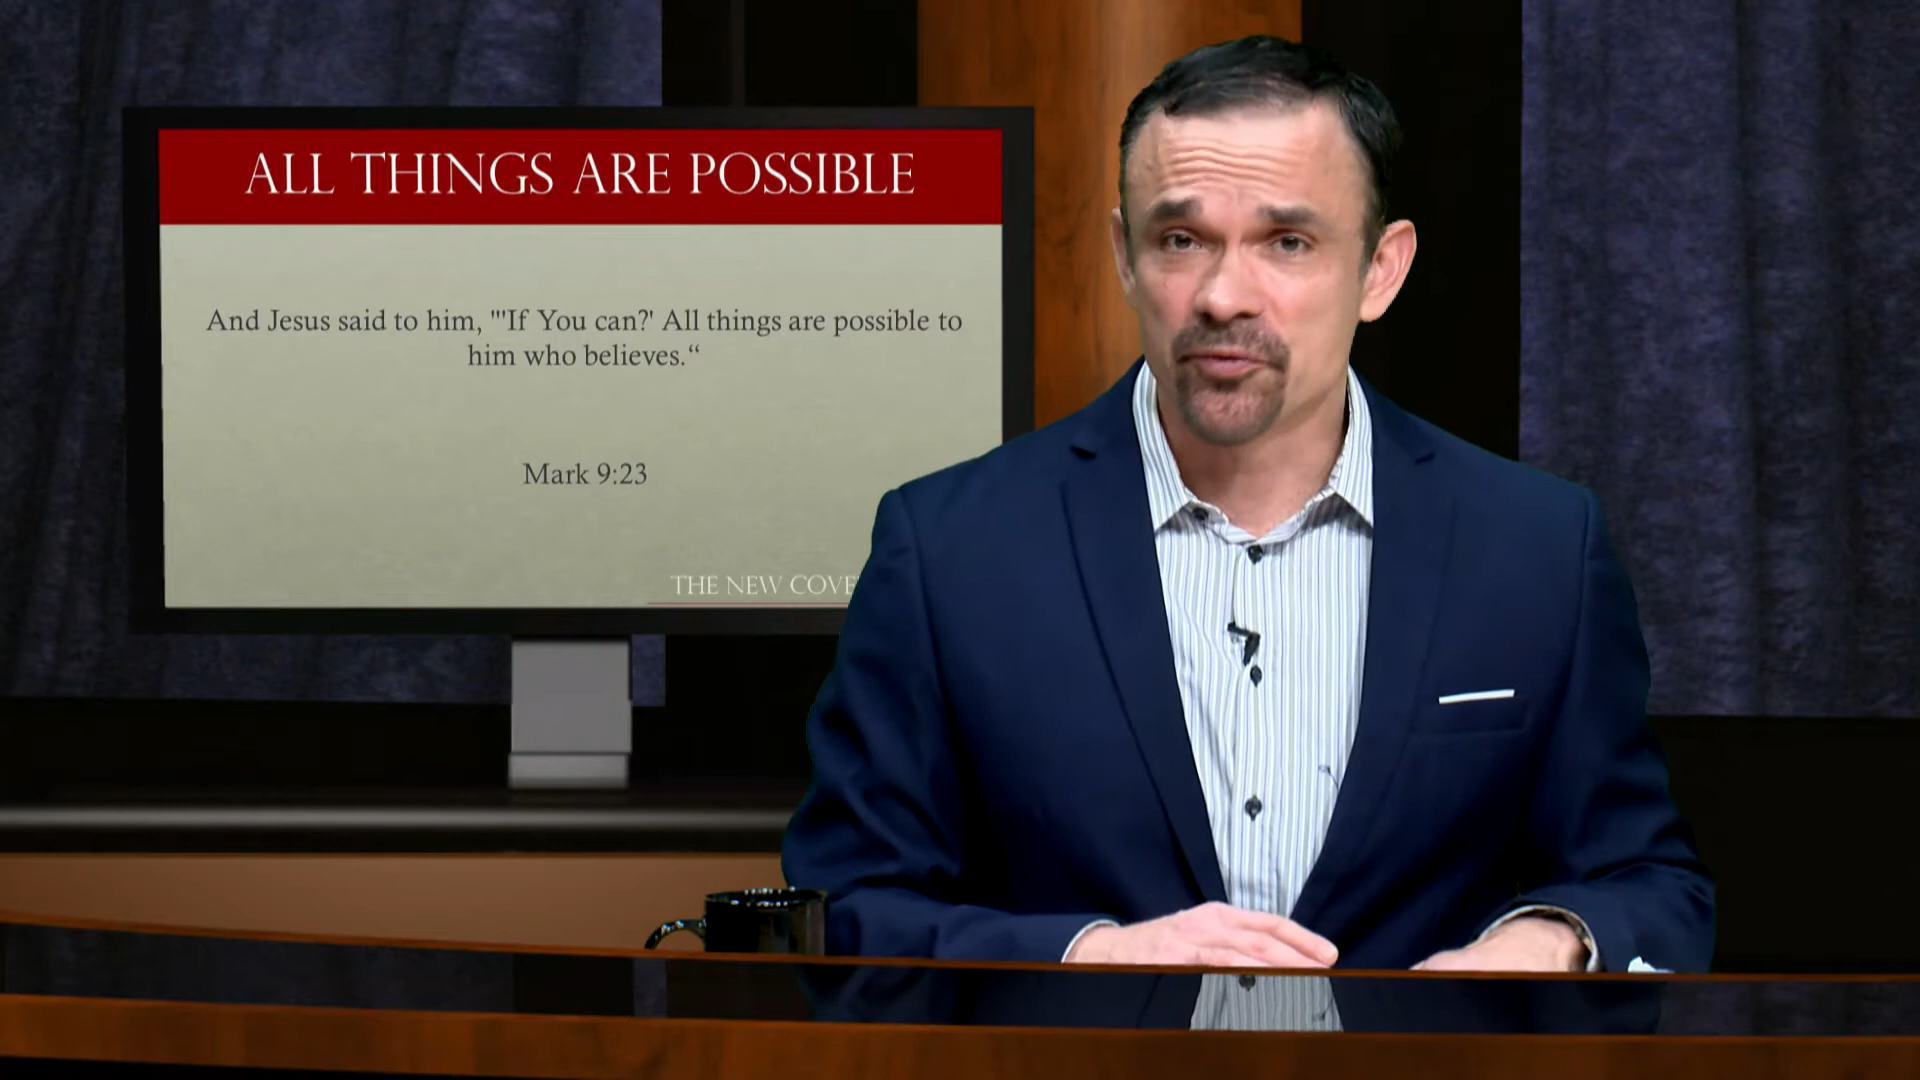 ALL THINGS ARE POSSIBLE
And Jesus said to him, "'If You can?' All things are possible to
him who believes.“
Mark 9:23
THE NEW COVE